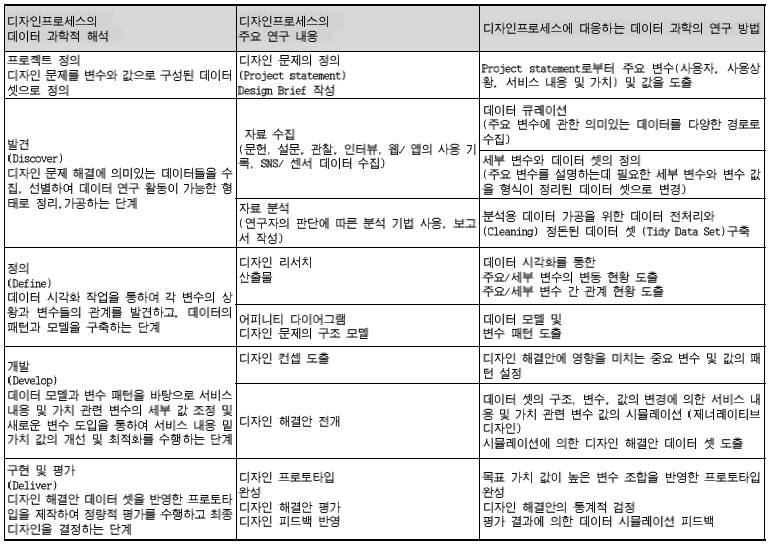 디자인프로세스의
데이터 과학적 해석
디자인프로세스의
주요 연구 내용
디자인프로세스에 대응하는 데이터 과학의 연구 방법
프로젝트 정의
디자인 문제를 변수와 값으로 구성된 데이터
셋으로 정의
디자인 문제의 정의
(Project statement)
Design Brief 작성
Project statement로부터 주요 변수(사용자, 사용상
황, 서비스 내용 및 가치) 및 값을 도출
발견
(Discover)
디자인 문제 해결에 의미있는 데이터들을 수
집, 선별하여 데이터 연구 활동이 가능한 형
태로 정리,가공하는 단계
자료 수집
(문헌, 설문, 관찰, 인터뷰, 웹/ 앱의 사용 기
록, SNS/ 센서 데이터 수집)
데이터 큐레이션
(주요 변수에 관한 의미있는 데이터를 다양한 경로로
수집)
세부 변수와 데이터 셋의 정의
(주요 변수를 설명하는데 필요한 세부 변수와 변수 값
을 형식이 정리된 데이터 셋으로 변경)
자료 분석
(연구자의 판단에 따른 분석 기법 사용, 보고
서 작성)
분석용 데이터 가공을 위한 데이터 전처리와
(Cleaning) 정돈된 데이터 셋 (Tidy Data Set)구축
정의
(Define)
데이터 시각화 작업을 통하여 각 변수의 상
황과 변수들의 관계를 발견하고, 데이터의
패턴과 모델을 구축하는 단계
디자인 리서치
산출물
데이터 시각화를 통한
주요/세부 변수의 변동 현황 도출
주요/세부 변수 간 관계 현황 도출
어피니티 다이어그램
디자인 문제의 구조 모델
데이터 모델 및
변수 패턴 도출
개발
(Develop)
데이터 모델과 변수 패턴을 바탕으로 서비스
내용 및 가치 관련 변수의 세부 값 조정 및
새로운 변수 도입을 통하여 서비스 내용 밑
가치 값의 개선 및 최적화를 수행하는 단계
디자인 컨셉 도출
디자인 해결안에 영향을 미치는 중요 변수 및 값의 패
턴 설정
디자인 해결안 전개
데이터 셋의 구조, 변수, 값의 변경에 의한 서비스 내
용 및 가치 관련 변수 값의 시뮬레이션 (제너레이티브
디자인)
시뮬레이션에 의한 디자인 해결안 데이터 셋 도출
구현 및 평가
(Deliver)
디자인 해결안 데이터 셋을 반영한 프로토타
입을 제작하여 정량적 평가를 수행하고 최종
디자인을 결정하는 단계
디자인 프로토타입
완성
디자인 해결안 평가
디자인 피드백 반영
목표 가치 값이 높은 변수 조합을 반영한 프로토타입
완성
디자인 해결안의 통계적 검정
평가 결과에 의한 데이터 시뮬레이션 피드백